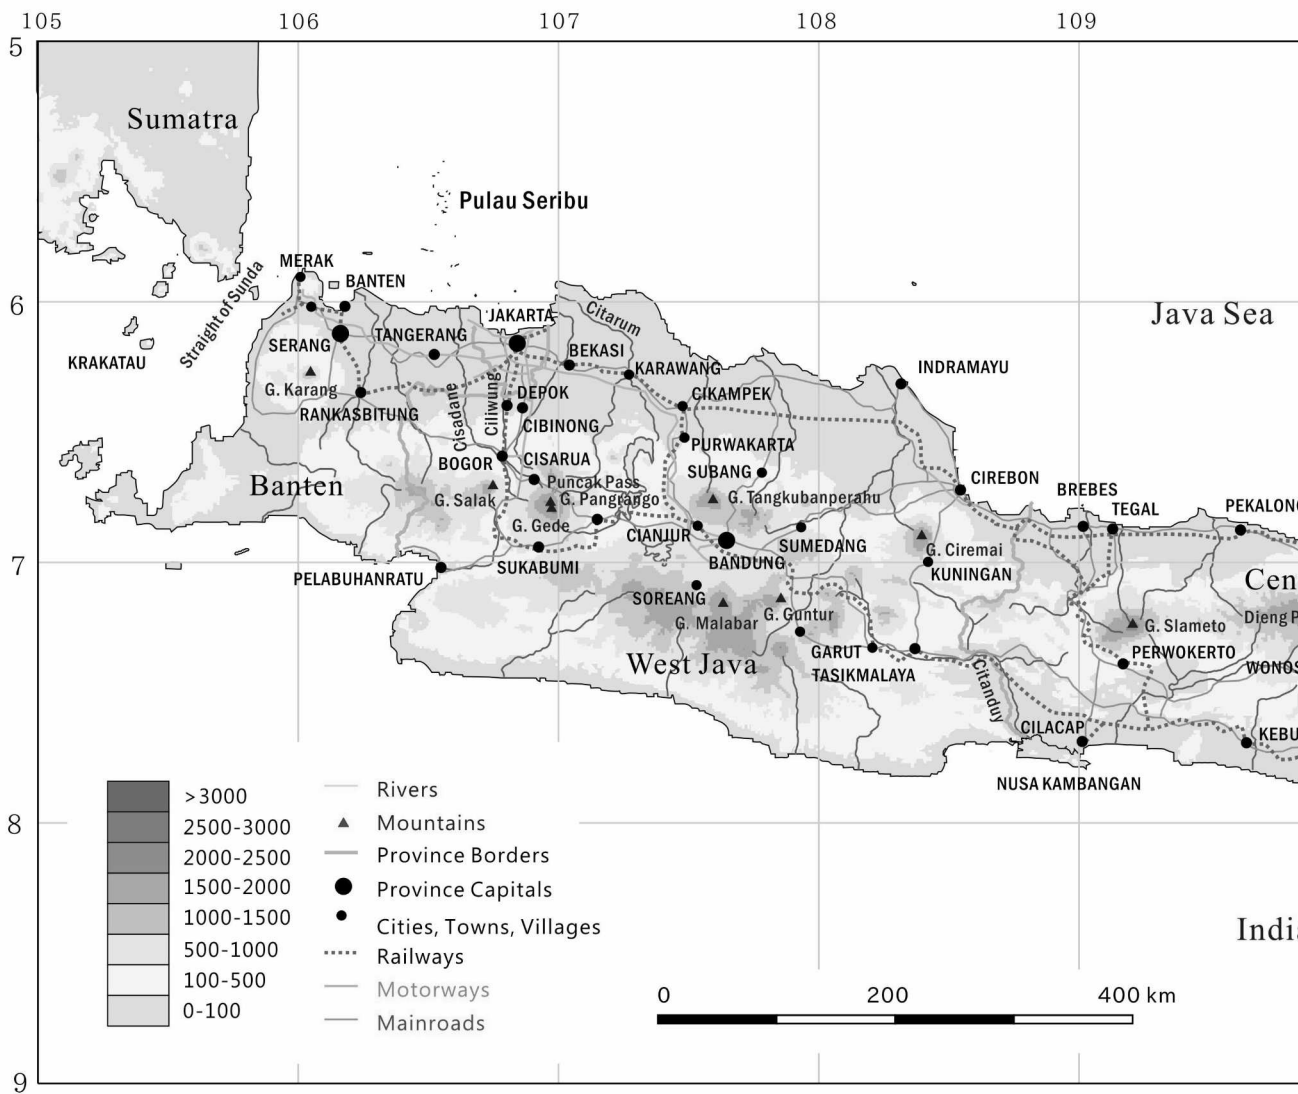 105 106 107 108 109
5
Sumatra
Pulau Seribu
MERAK
BANTEN
Straight of Sunda
6
JAKARTA
Citarum
Java Sea
SERANG
TANGERANG
KRAKATAU
BEKASI
KARAWANG
INDRAMAYU
G. Karang
RANKASBITUNG
Cisadane
Ciliwung
DEPOK
CIKAMPEK
CIBINONG
PURWAKARTA
BOGOR
CISARUA
SUBANG
CIREBON
Banten
G. Salak
Puncak Pass
G. Pangrango
G. Tangkubanperahu
BREBES
TEGAL
PEKALONG
G. Gede
CIANJUR
SUMEDANG
G. Ciremai
7
PELABUHANRATU
SUKABUMI
BANDUNG
KUNINGAN
Cen
SOREANG
G. Malabar
G. Guntur
G. Slameto
Dieng P
West Java
GARUT
PERWOKERTO
WONOS
TASIKMALAYA
Citanduy
CILACAP
KEBU
NUSA KAMBANGAN
8
>3000
2500-3000
2000-2500
1500-2000
1000-1500
500-1000
100-500
0-100
Rivers
Mountains
Province Borders
Province Capitals
Cities, Towns, Villages
Railways
Motorways
Mainroads
Indi
0 200 400 km
9